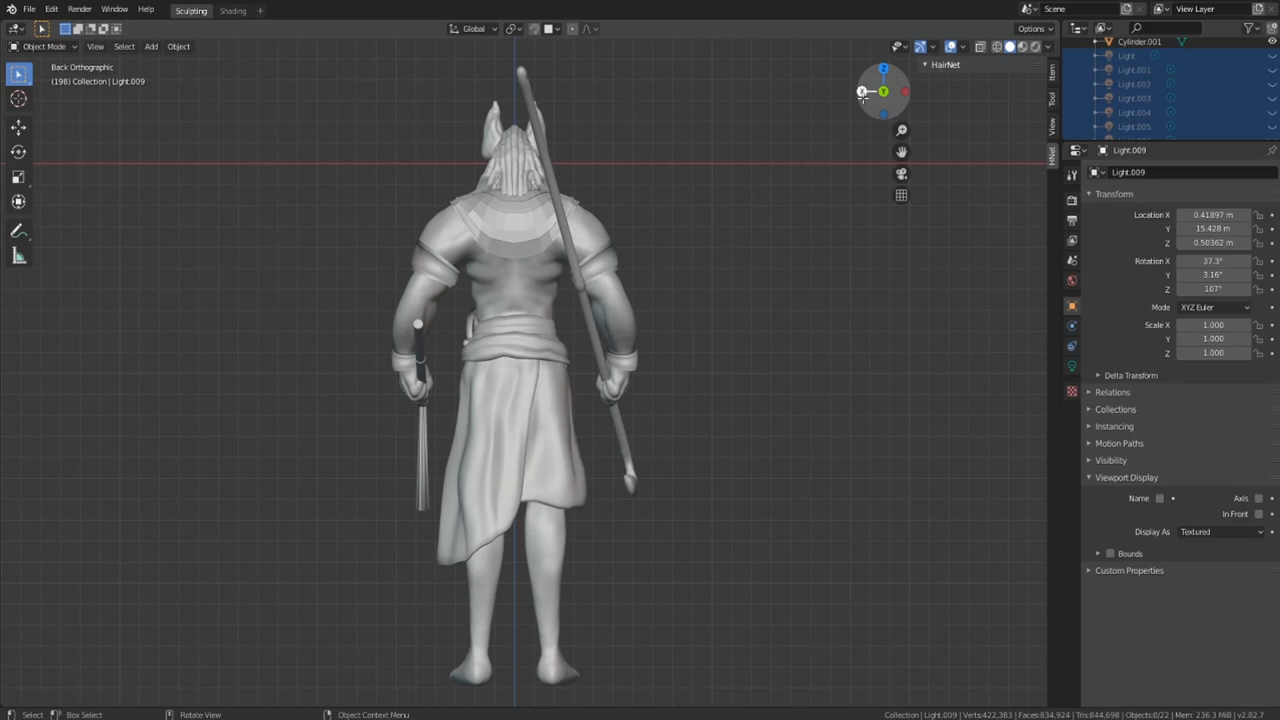 File Edit Render Window Help Sculpting Shading + Scene View Layer
Global Options
Object Mode View Select Add Object
Back Orthographic
(198) Collection | Light.009
Z
X Y
HairNet
Item
Tool
View
HNet
Cylinder.001
Light
Light.001
Light.002
Light.003
Light.004
Light.005
Light.009
Light.009
Transform
Location X 0.41897 m
Y 15.428 m
Z 0.50362 m
Rotation X 37.3°
Y 3.16°
Z 107°
Mode XYZ Euler
Scale X 1.000
Y 1.000
Z 1.000
Delta Transform
Relations
Collections
Instancing
Motion Paths
Visibility
Viewport Display
Name Axis
In Front
Display As Textured
Bounds
Custom Properties
Select Box Select Rotate View Object Context Menu Collection | Light.009 | Verts:422,383 | Faces:834,924 | Tris:844,698 | Objects:0/22 | Mem: 236.3 MiB | v2.82.7